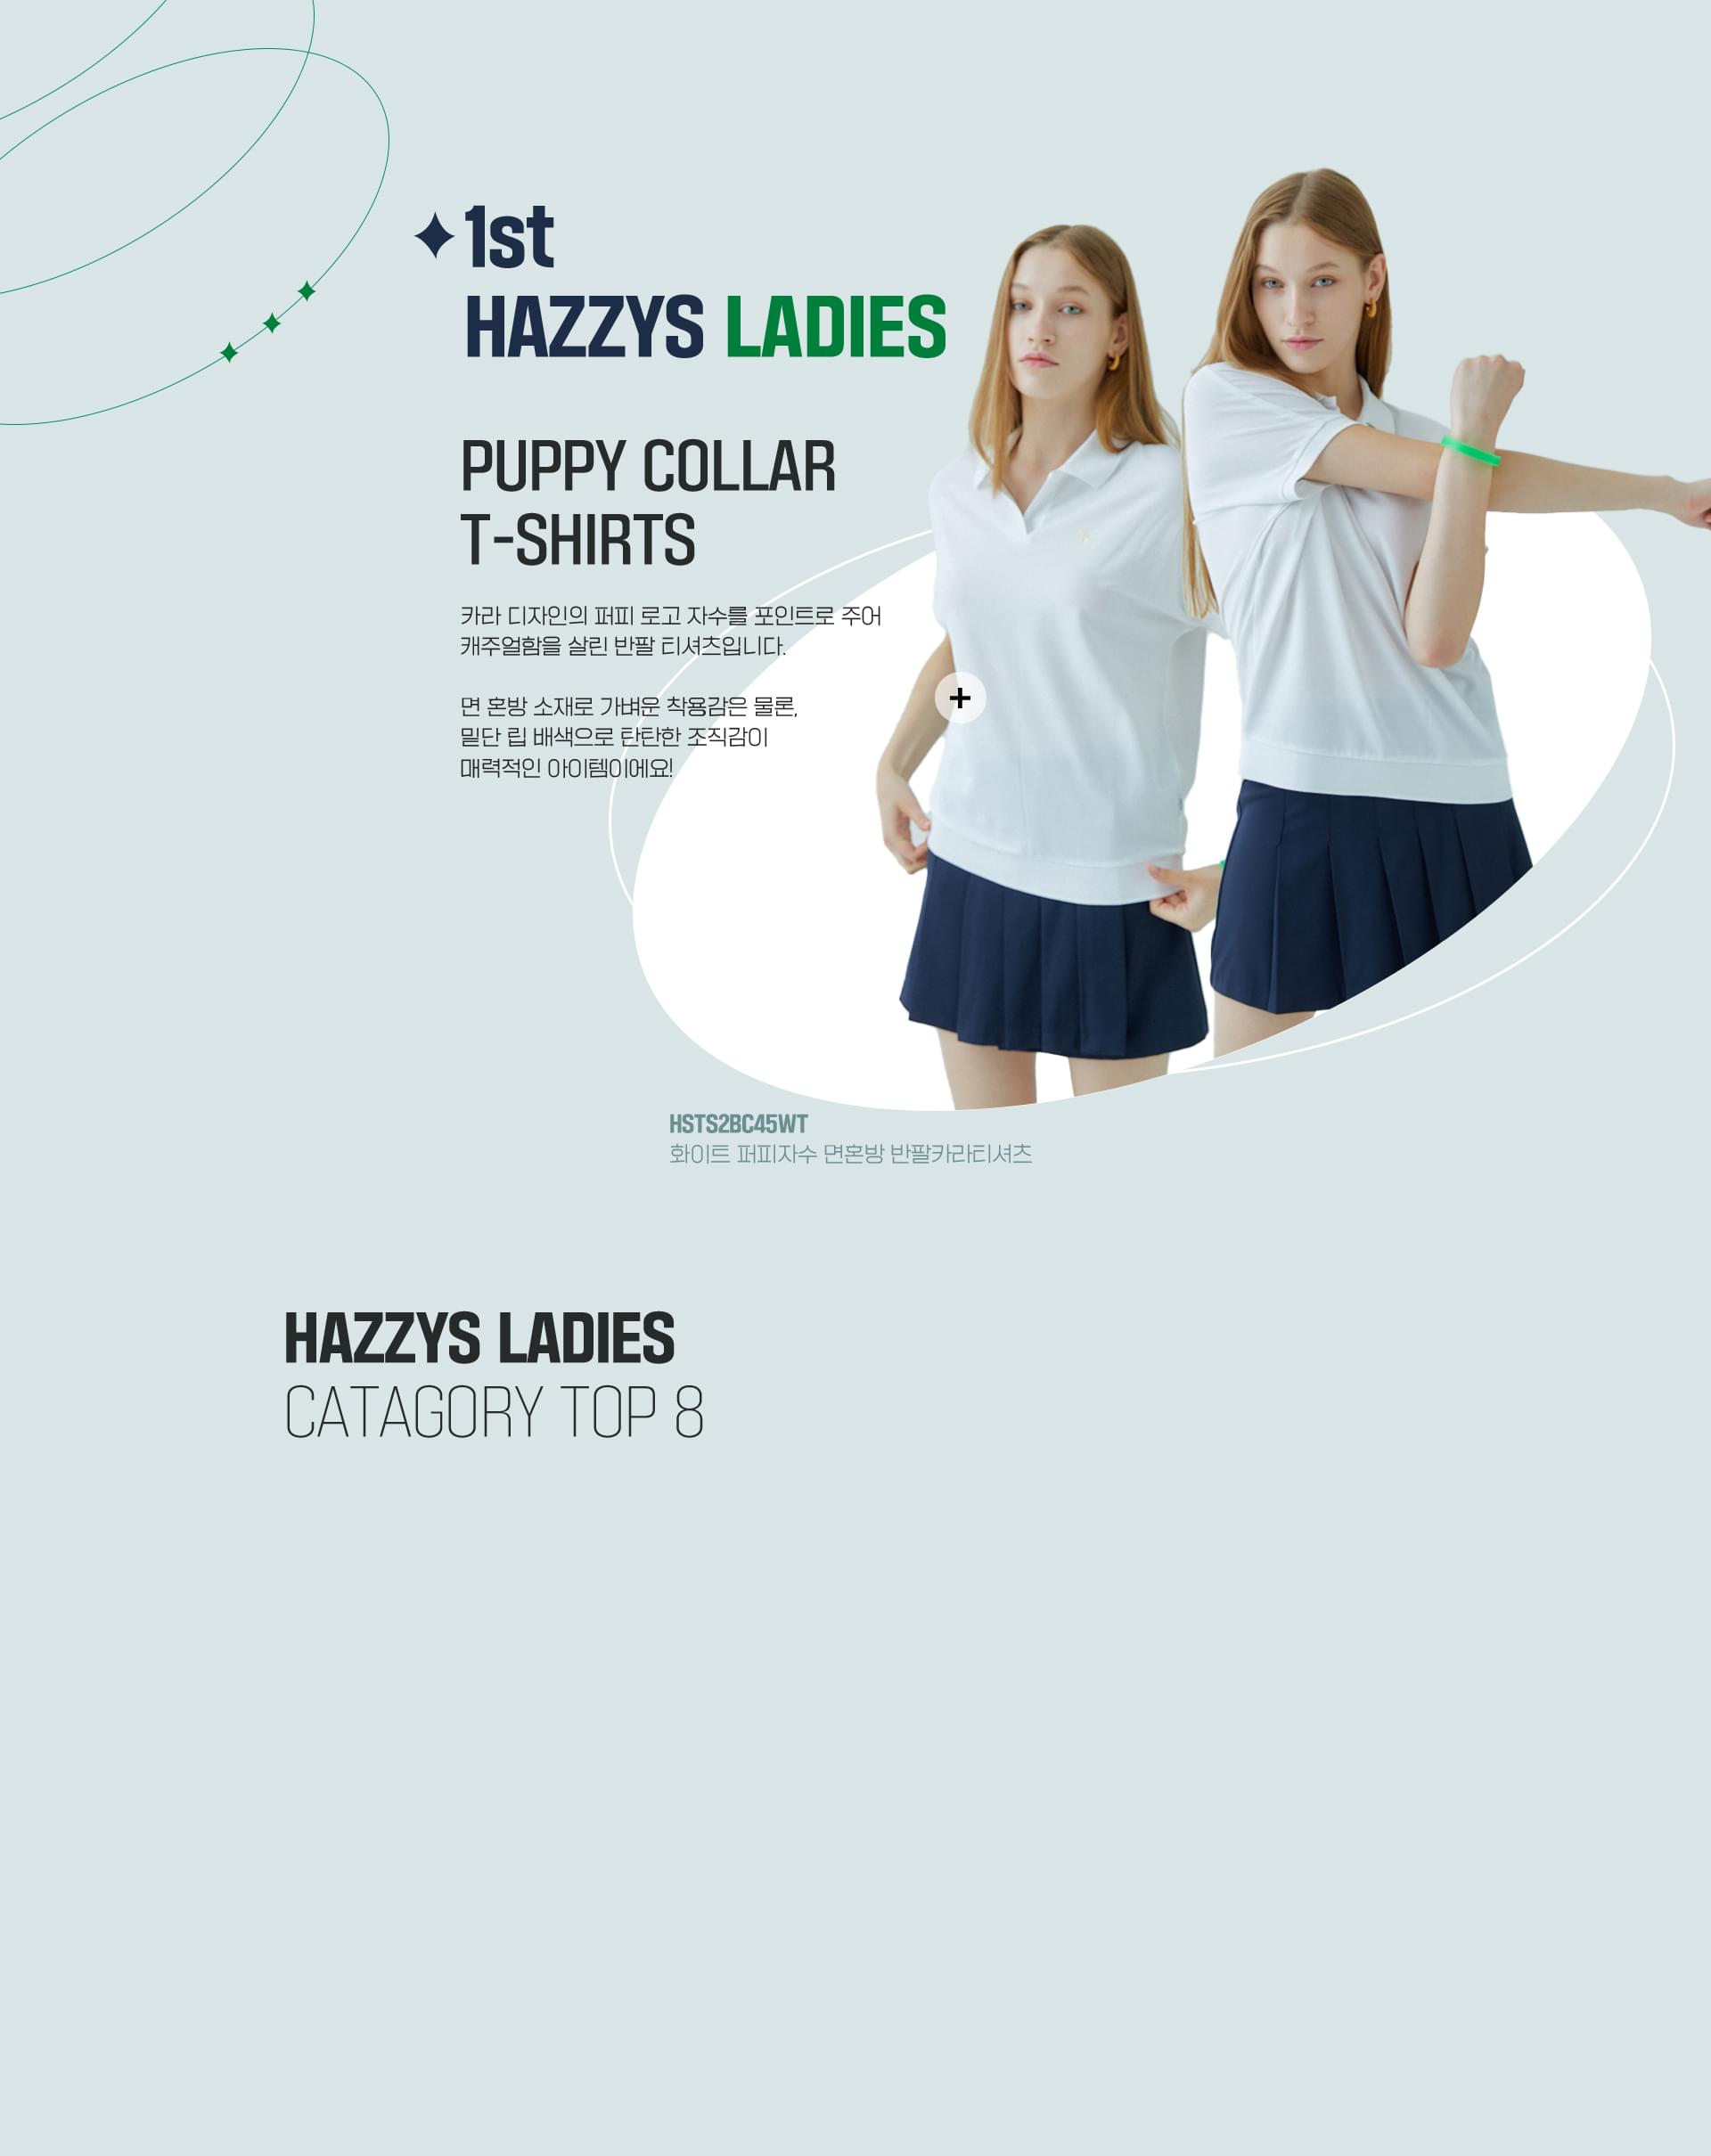 1st
HAZZYS LADIES
PUPPY COLLAR
T-SHIRTS
카라 디자인의 퍼피 로고 자수를 포인트로 주어
캐주얼함을 살린 반팔 티셔츠입니다.
면 혼방 소재로 가벼운 착용감은 물론,
밑단 립 배색으로 탄탄한 조직감이
매력적인 아이템이에요!
HSTS2BC45WT
화이트 퍼피자수 면혼방 반팔카라티셔츠
HAZZYS LADIES
CATAGORY TOP 8